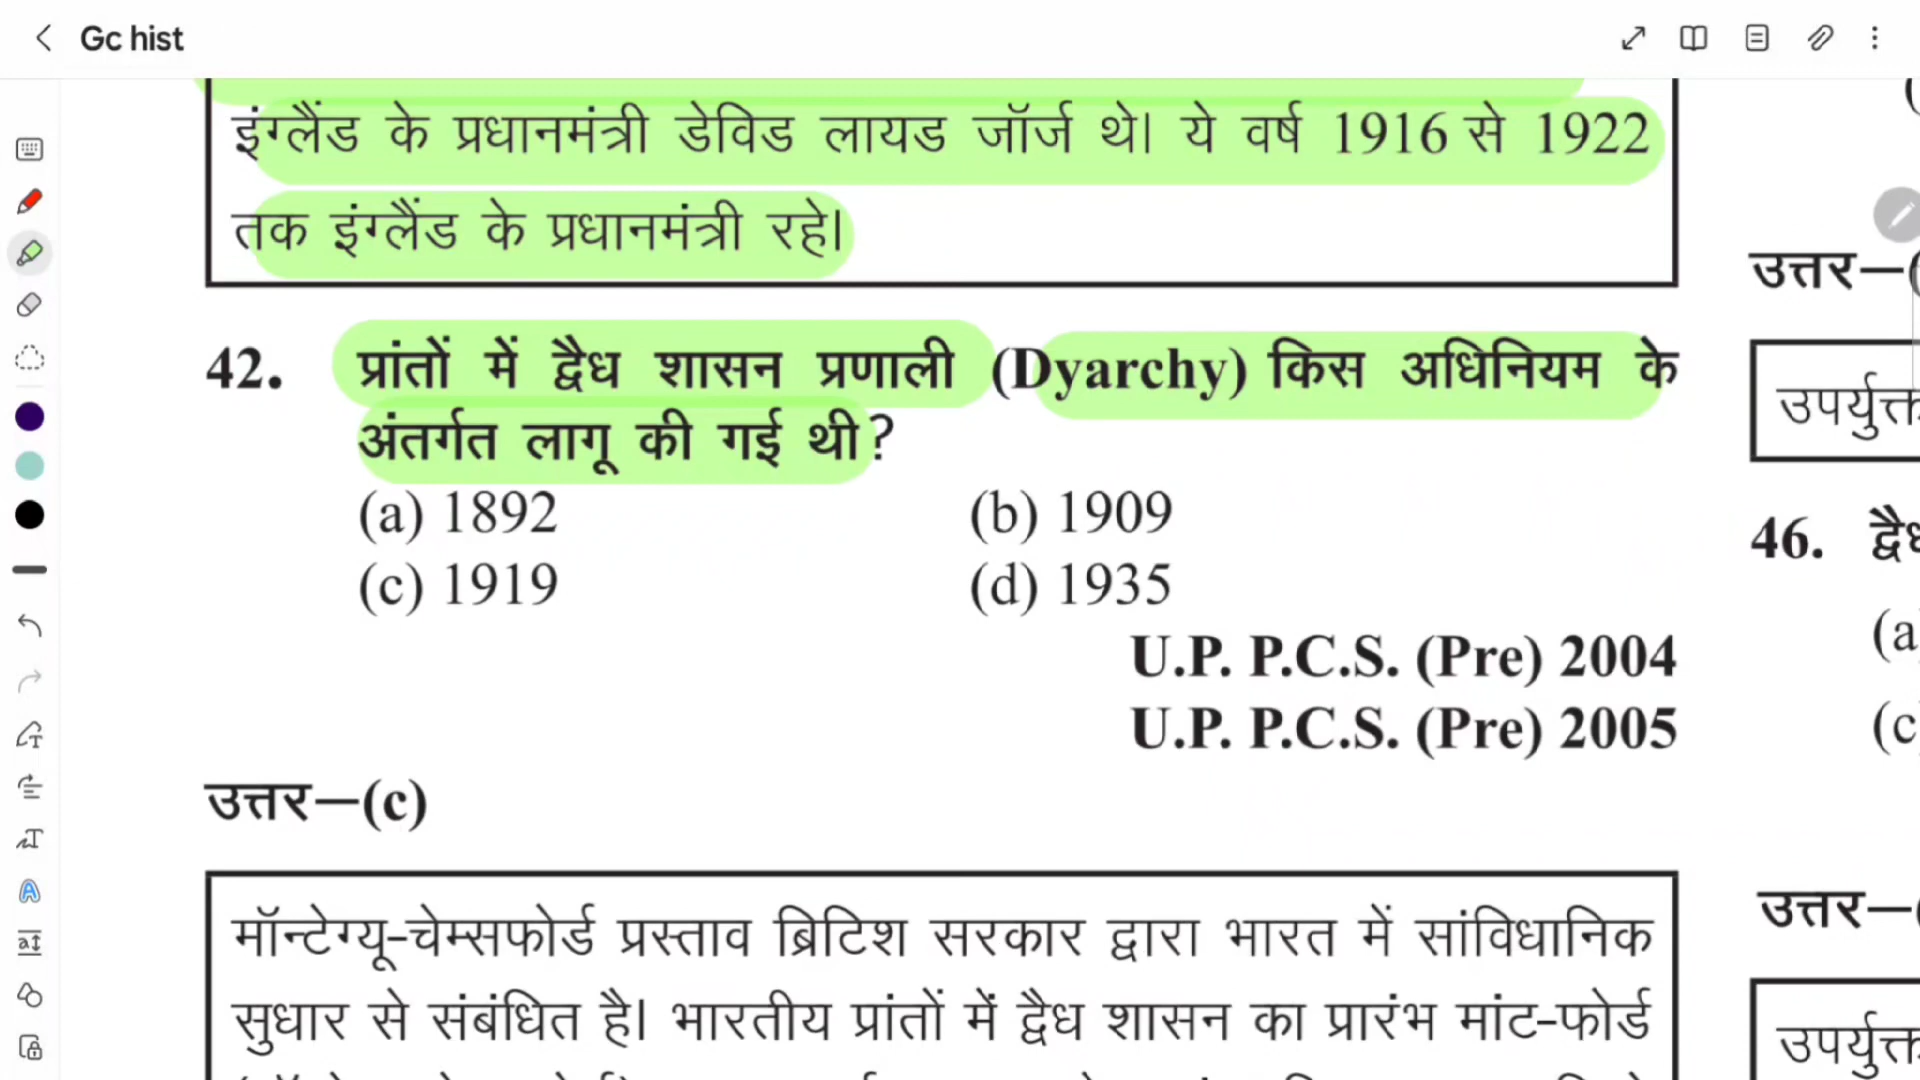 Gc hist
इंग्लैंड के प्रधानमंत्री डेविड लायड जॉर्ज थे। ये वर्ष 1916 से 1922
तक इंग्लैंड के प्रधानमंत्री रहे।
42. प्रांतों में द्वैध शासन प्रणाली (Dyarchy) किस अधिनियम के
अंतर्गत लागू की गई थी?
(a) 1892 (b) 1909
(c) 1919 (d) 1935
U.P. P.C.S. (Pre) 2004
U.P. P.C.S. (Pre) 2005
उत्तर—(c)
मॉन्टेग्यू-चेम्सफोर्ड प्रस्ताव ब्रिटिश सरकार द्वारा भारत में सांविधानिक
सुधार से संबंधित है। भारतीय प्रांतों में द्वैध शासन का प्रारंभ मांट-फोर्ड
उत्तर—(
उपर्युक्त
46.
(a
(c
उत्तर—(
उपर्युक्त